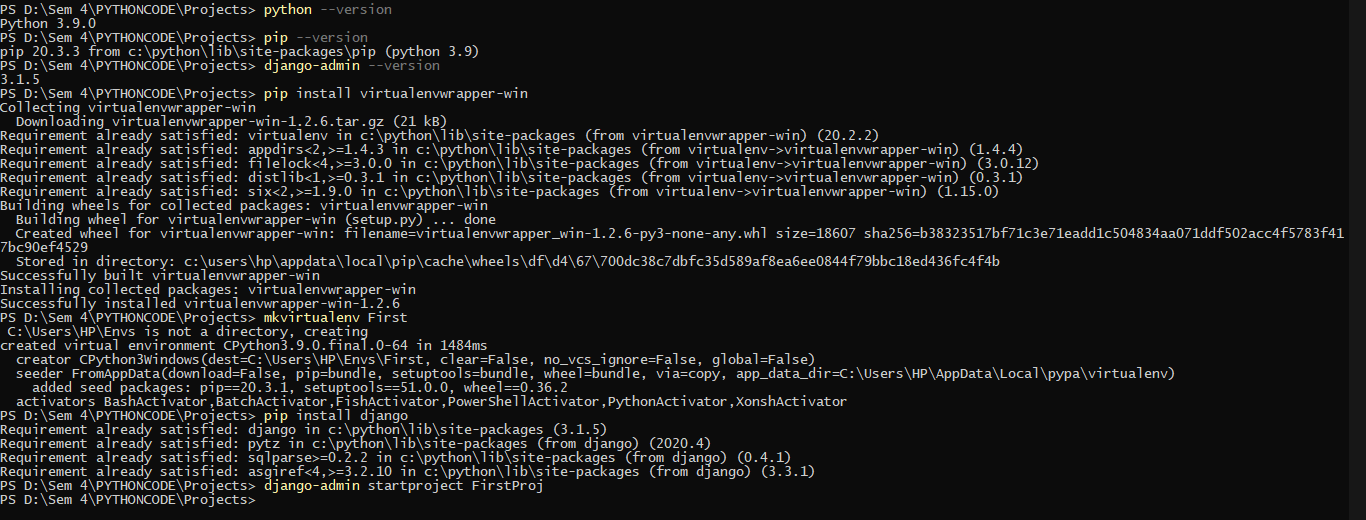 PS D:\Sem 4\PYTHONCODE\Projects> python --version
Python 3.9.0
PS D:\Sem 4\PYTHONCODE\Projects> pip --version
pip 20.3.3 from c:\python\lib\site-packages\pip (python 3.9)
PS D:\Sem 4\PYTHONCODE\Projects> django-admin --version
3.1.5
PS D:\Sem 4\PYTHONCODE\Projects> pip install virtualenvwrapper-win
Collecting virtualenvwrapper-win
  Downloading virtualenvwrapper-win-1.2.6.tar.gz (21 kB)
Requirement already satisfied: virtualenv in c:\python\lib\site-packages (from virtualenvwrapper-win) (20.2.2)
Requirement already satisfied: appdirs<2,>=1.4.3 in c:\python\lib\site-packages (from virtualenv->virtualenvwrapper-win) (1.4.4)
Requirement already satisfied: filelock<4,>=3.0.0 in c:\python\lib\site-packages (from virtualenv->virtualenvwrapper-win) (3.0.12)
Requirement already satisfied: distlib<1,>=0.3.1 in c:\python\lib\site-packages (from virtualenv->virtualenvwrapper-win) (0.3.1)
Requirement already satisfied: six<2,>=1.9.0 in c:\python\lib\site-packages (from virtualenv->virtualenvwrapper-win) (1.15.0)
Building wheels for collected packages: virtualenvwrapper-win
  Building wheel for virtualenvwrapper-win (setup.py) ... done
  Created wheel for virtualenvwrapper-win: filename=virtualenvwrapper_win-1.2.6-py3-none-any.whl size=18607 sha256=b38323517bf71c3e71eadd1c504834aa071ddf502acc4f5783f41
7bc90ef4529
  Stored in directory: c:\users\hp\appdata\local\pip\cache\wheels\df\d4\67\700dc38c7dbfc35d589af8ea6ee0844f79bbc18ed436fc4f4b
Successfully built virtualenvwrapper-win
Installing collected packages: virtualenvwrapper-win
Successfully installed virtualenvwrapper-win-1.2.6
PS D:\Sem 4\PYTHONCODE\Projects> mkvirtualenv First
 C:\Users\HP\Envs is not a directory, creating
created virtual environment CPython3.9.0.final.0-64 in 1484ms
  creator CPython3Windows(dest=C:\Users\HP\Envs\First, clear=False, no_vcs_ignore=False, global=False)
  seeder FromAppData(download=False, pip=bundle, setuptools=bundle, wheel=bundle, via=copy, app_data_dir=C:\Users\HP\AppData\Local\pypa\virtualenv)
    added seed packages: pip==20.3.1, setuptools==51.0.0, wheel==0.36.2
  activators BashActivator,BatchActivator,FishActivator,PowerShellActivator,PythonActivator,XonshActivator
PS D:\Sem 4\PYTHONCODE\Projects> pip install django
Requirement already satisfied: django in c:\python\lib\site-packages (3.1.5)
Requirement already satisfied: pytz in c:\python\lib\site-packages (from django) (2020.4)
Requirement already satisfied: sqlparse>=0.2.2 in c:\python\lib\site-packages (from django) (0.4.1)
Requirement already satisfied: asgiref<4,>=3.2.10 in c:\python\lib\site-packages (from django) (3.3.1)
PS D:\Sem 4\PYTHONCODE\Projects> django-admin startproject FirstProj
PS D:\Sem 4\PYTHONCODE\Projects>